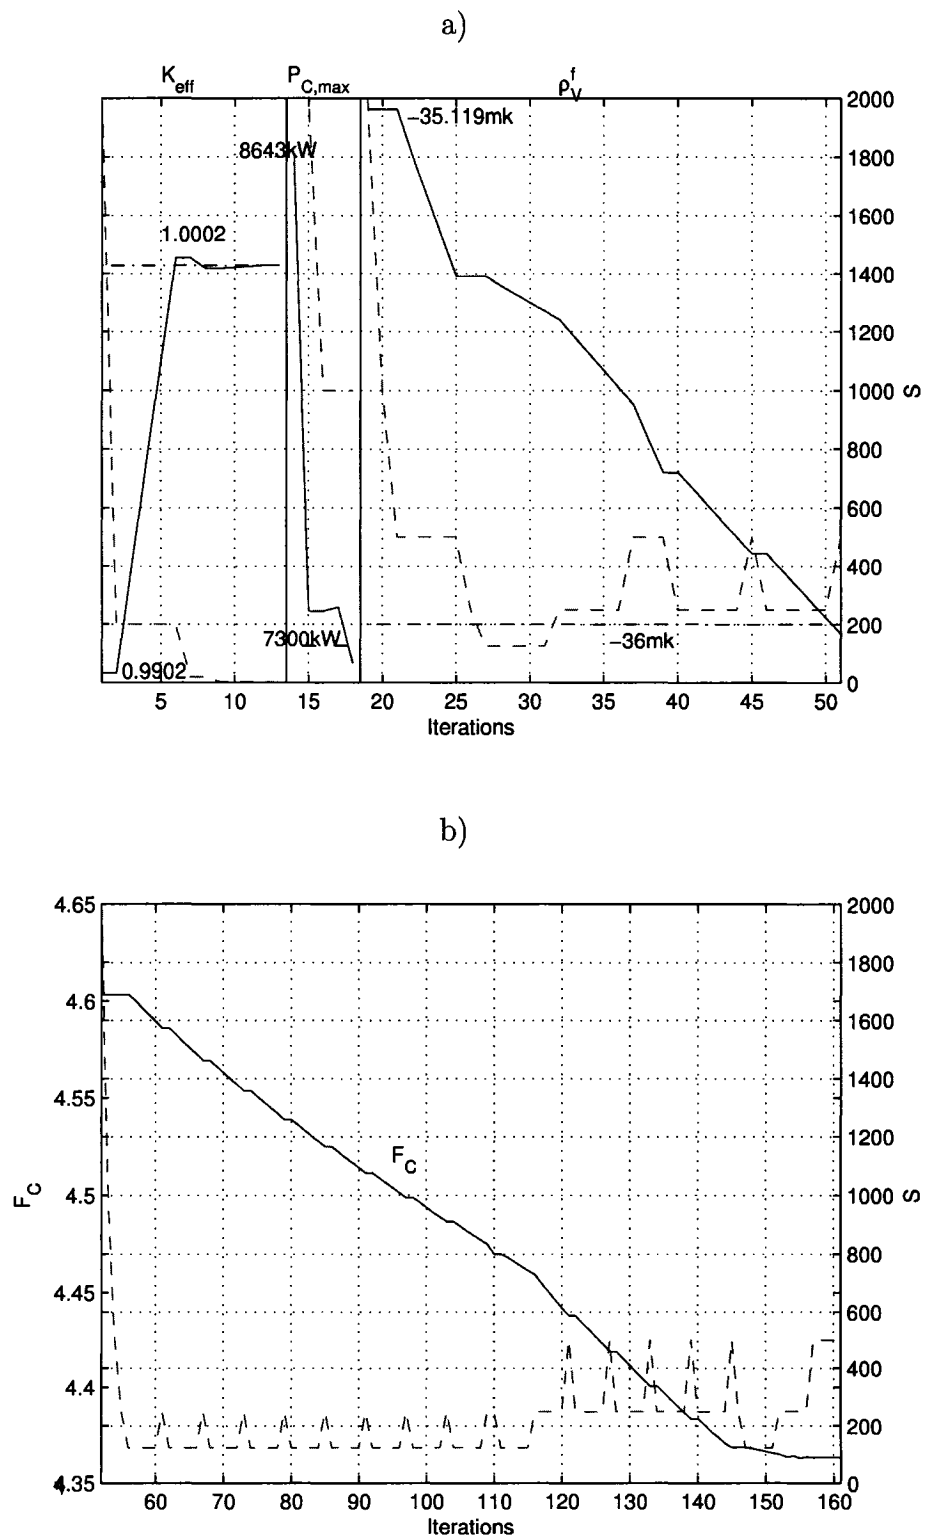 a)
K_eff P_C,max ρ_V^f
2000
−35.119mk
8643kW
1800
1600
1.0002
1400
1200
1000
S
800
600
400
7300kW
−36mk
200
0.9902
0
5 10 15 20 25 30 35 40 45 50
Iterations
b)
4.65 2000
1800
4.6
1600
4.55 1400
1200
F_C
F_C 4.5 1000 S
800
4.45
600
4.4 400
200
4.35 0
60 70 80 90 100 110 120 130 140 150 160
Iterations